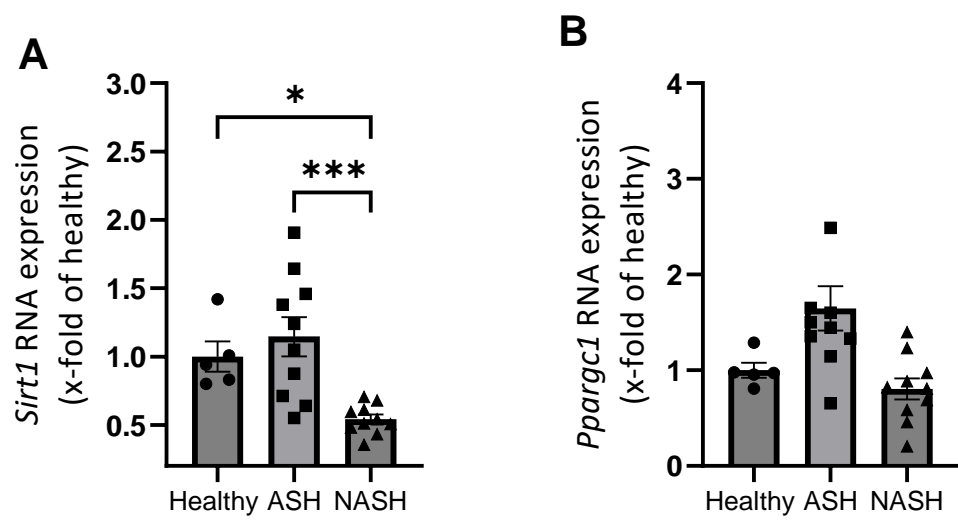 A
Sirt1 RNA expression
(x-fold of healthy)
3.0
2.5
2.0
1.5
1.0
0.5
*
***
Healthy ASH NASH
B
Ppargc1 RNA expression
(x-fold of healthy)
4
3
2
1
0
Healthy ASH NASH